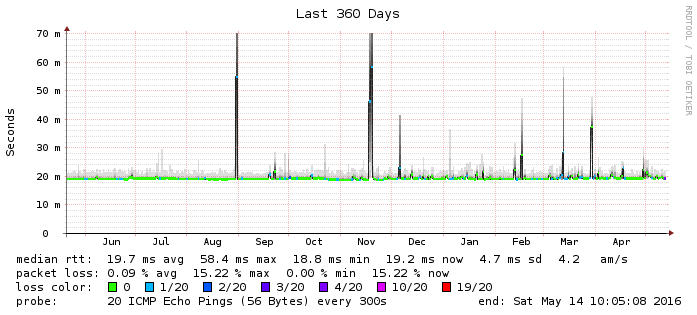 Last 360 Days
RRDTOOL / TOBI OETIKER
Seconds
70 m
60 m
50 m
40 m
30 m
20 m
10 m
0
Jun Jul Aug Sep Oct Nov Dec Jan Feb Mar Apr
median rtt: 19.7 ms avg 58.4 ms max 18.8 ms min 19.2 ms now 4.7 ms sd 4.2 am/s
packet loss: 0.09 % avg 15.22 % max 0.00 % min 15.22 % now
loss color: 0 1/20 2/20 3/20 4/20 10/20 19/20
probe: 20 ICMP Echo Pings (56 Bytes) every 300s end: Sat May 14 10:05:08 2016